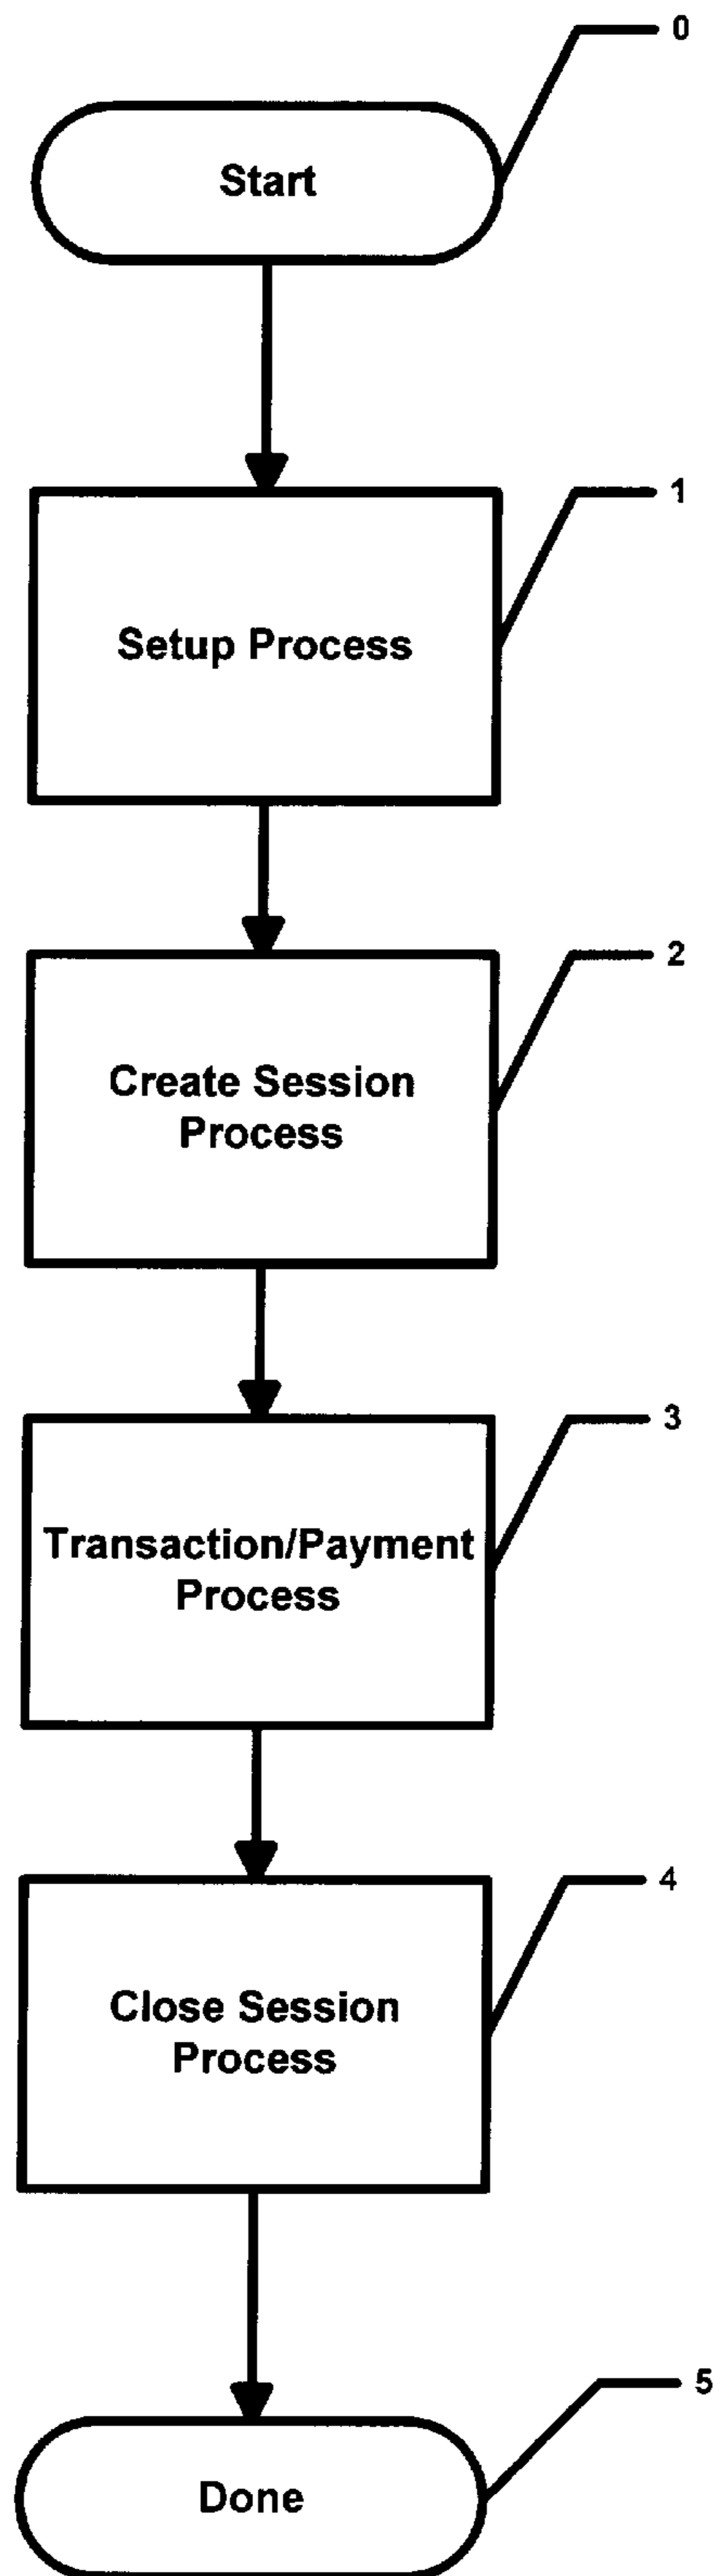 0
Start
1
Setup Process
2
Create Session
Process
3
Transaction/Payment
Process
4
Close Session
Process
5
Done